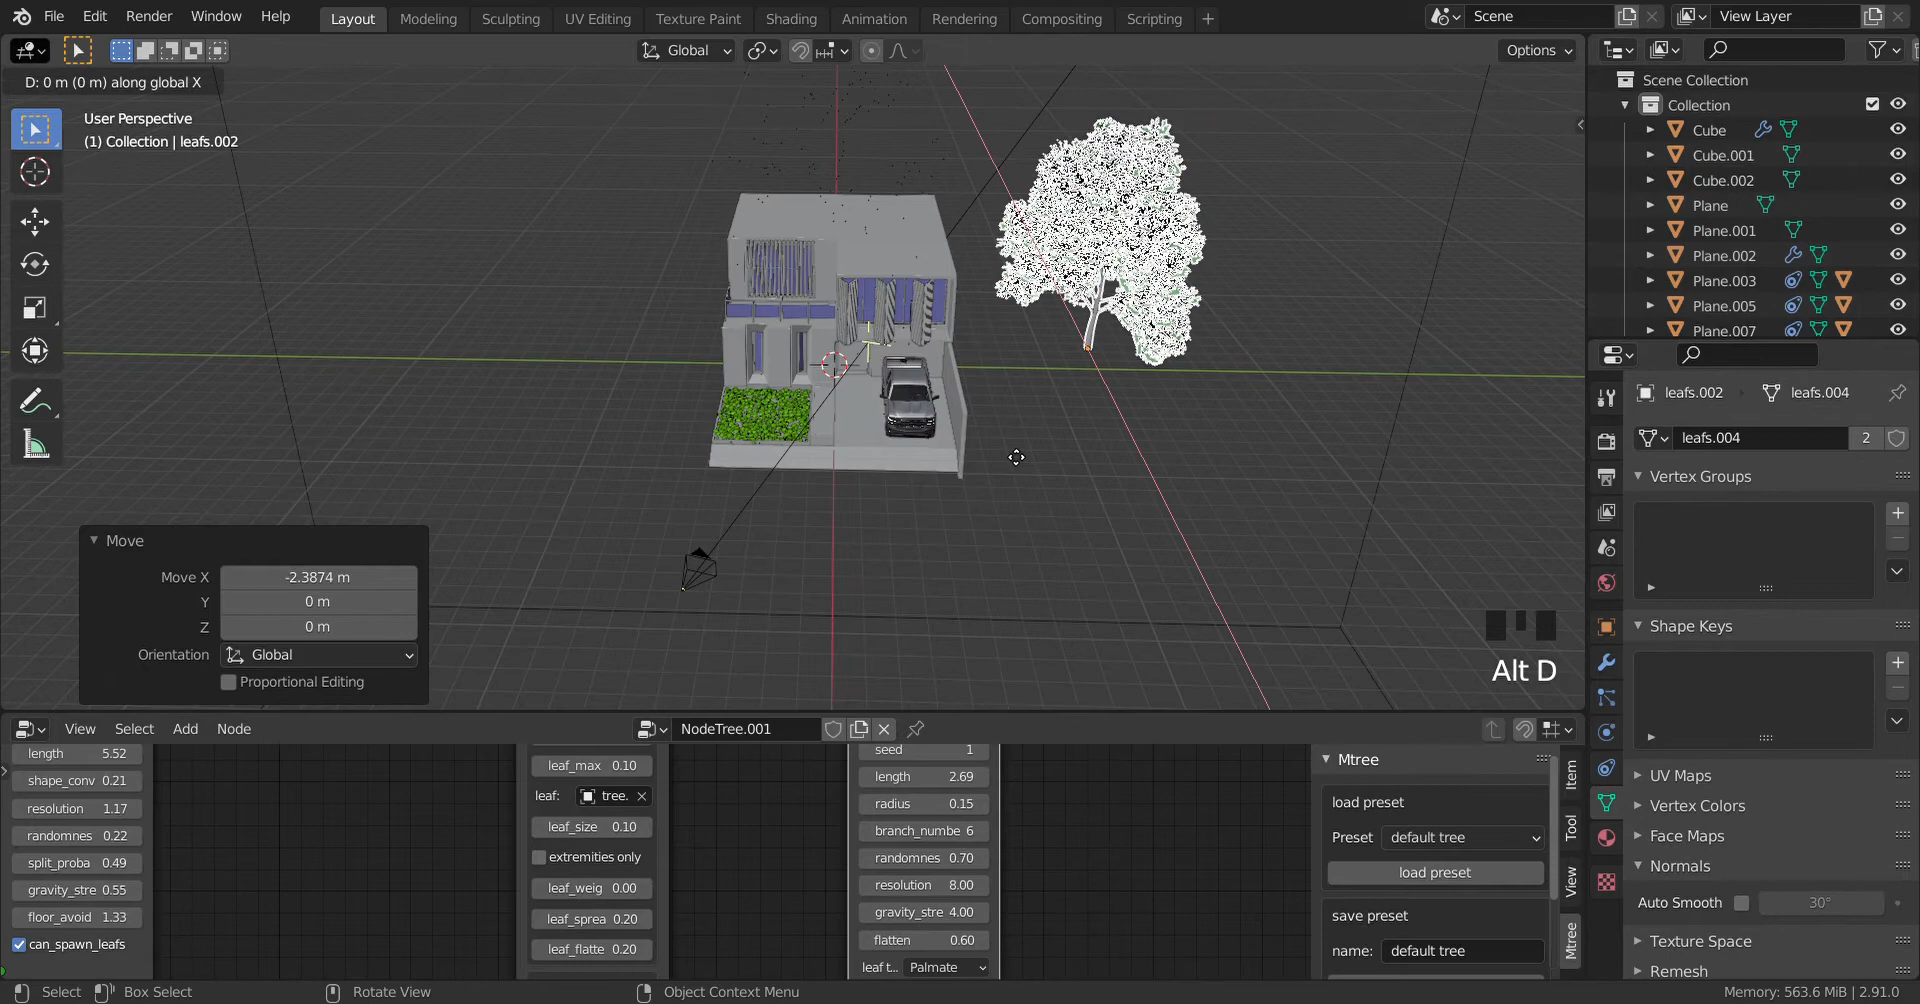 File Edit Render Window Help Layout Modeling Sculpting UV Editing Texture Paint Shading Animation Rendering Compositing Scripting + Scene View Layer
Global Options
D: 0 m (0 m) along global X
User Perspective
(1) Collection | leafs.002
Scene Collection
Collection
Cube
Cube.001
Cube.002
Plane
Plane.001
Plane.002
Plane.003
Plane.005
Plane.007
Move
Move X -2.3874 m
Y 0 m
Z 0 m
Orientation Global
Proportional Editing
Alt D
leafs.002 leafs.004
leafs.004 2
Vertex Groups
Shape Keys
UV Maps
Vertex Colors
Face Maps
Normals
Auto Smooth 30°
Texture Space
Remesh
View Select Add Node NodeTree.001
length 5.52
shape_conv 0.21
resolution 1.17
randomnes 0.22
split_proba 0.49
gravity_stre 0.55
floor_avoid 1.33
can_spawn_leafs
leaf_max 0.10
leaf: tree.
leaf_size 0.10
extremities only
leaf_weig 0.00
leaf_sprea 0.20
leaf_flatte 0.20
seed 1
length 2.69
radius 0.15
branch_numbe 6
randomnes 0.70
resolution 8.00
gravity_stre 4.00
flatten 0.60
leaf t... Palmate
Mtree
load preset
Preset default tree
load preset
save preset
name: default tree
Item
Tool
View
Mtree
Select Box Select Rotate View Object Context Menu Memory: 563.6 MiB | 2.91.0